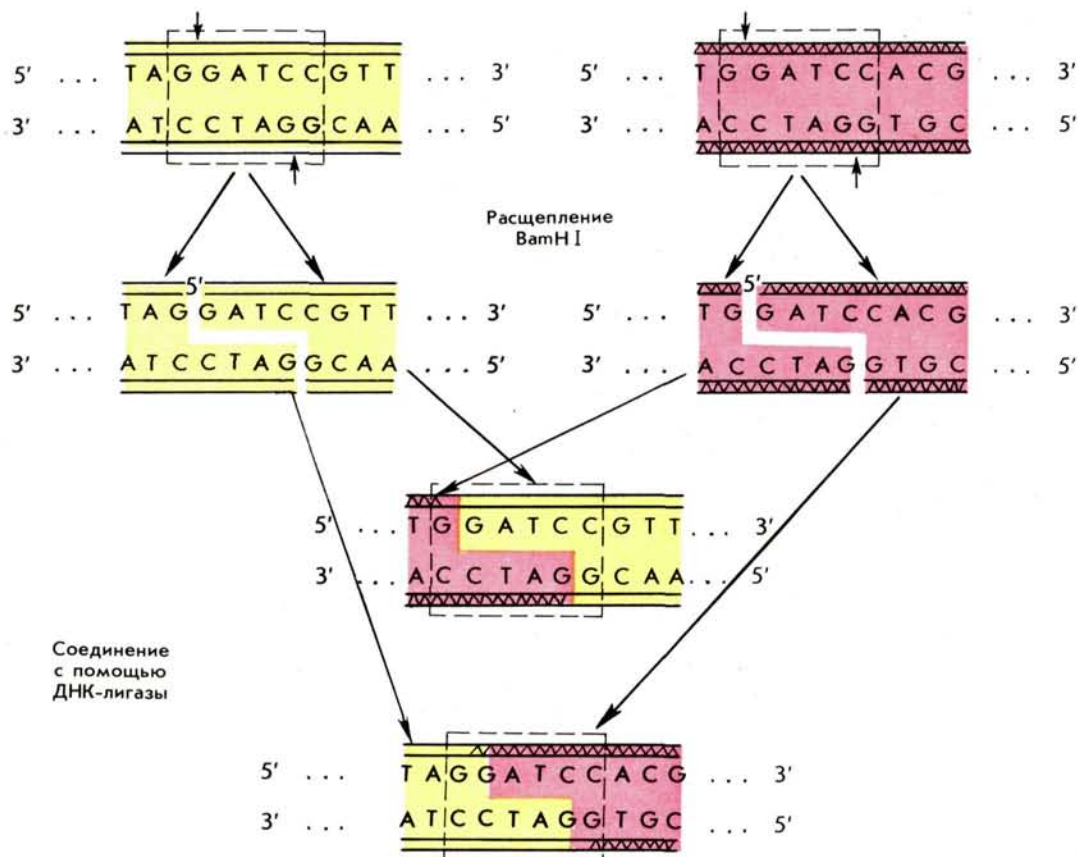 5' ... TAGGATCCGTT ... 3'
3' ... ATCCTAGGCAA ... 5'
5' ... TGGATCCACG ... 3'
3' ... ACCTAGGTGC ... 5'
Расщепление
BamH I
5'
5' ... TAGGATCCGTT ... 3'
3' ... ATCCTAGGCAA ... 5'
5'
5' ... TGGATCCACG ... 3'
3' ... ACCTAGGTGC ... 5'
5' ... TGGATCCGTT ... 3'
3' ... ACCTAGGCAA ... 5'
Соединение
с помощью
ДНК-лигазы
5' ... TAGGATCCACG ... 3'
3' ... ATCCTAGGTGC ... 5'